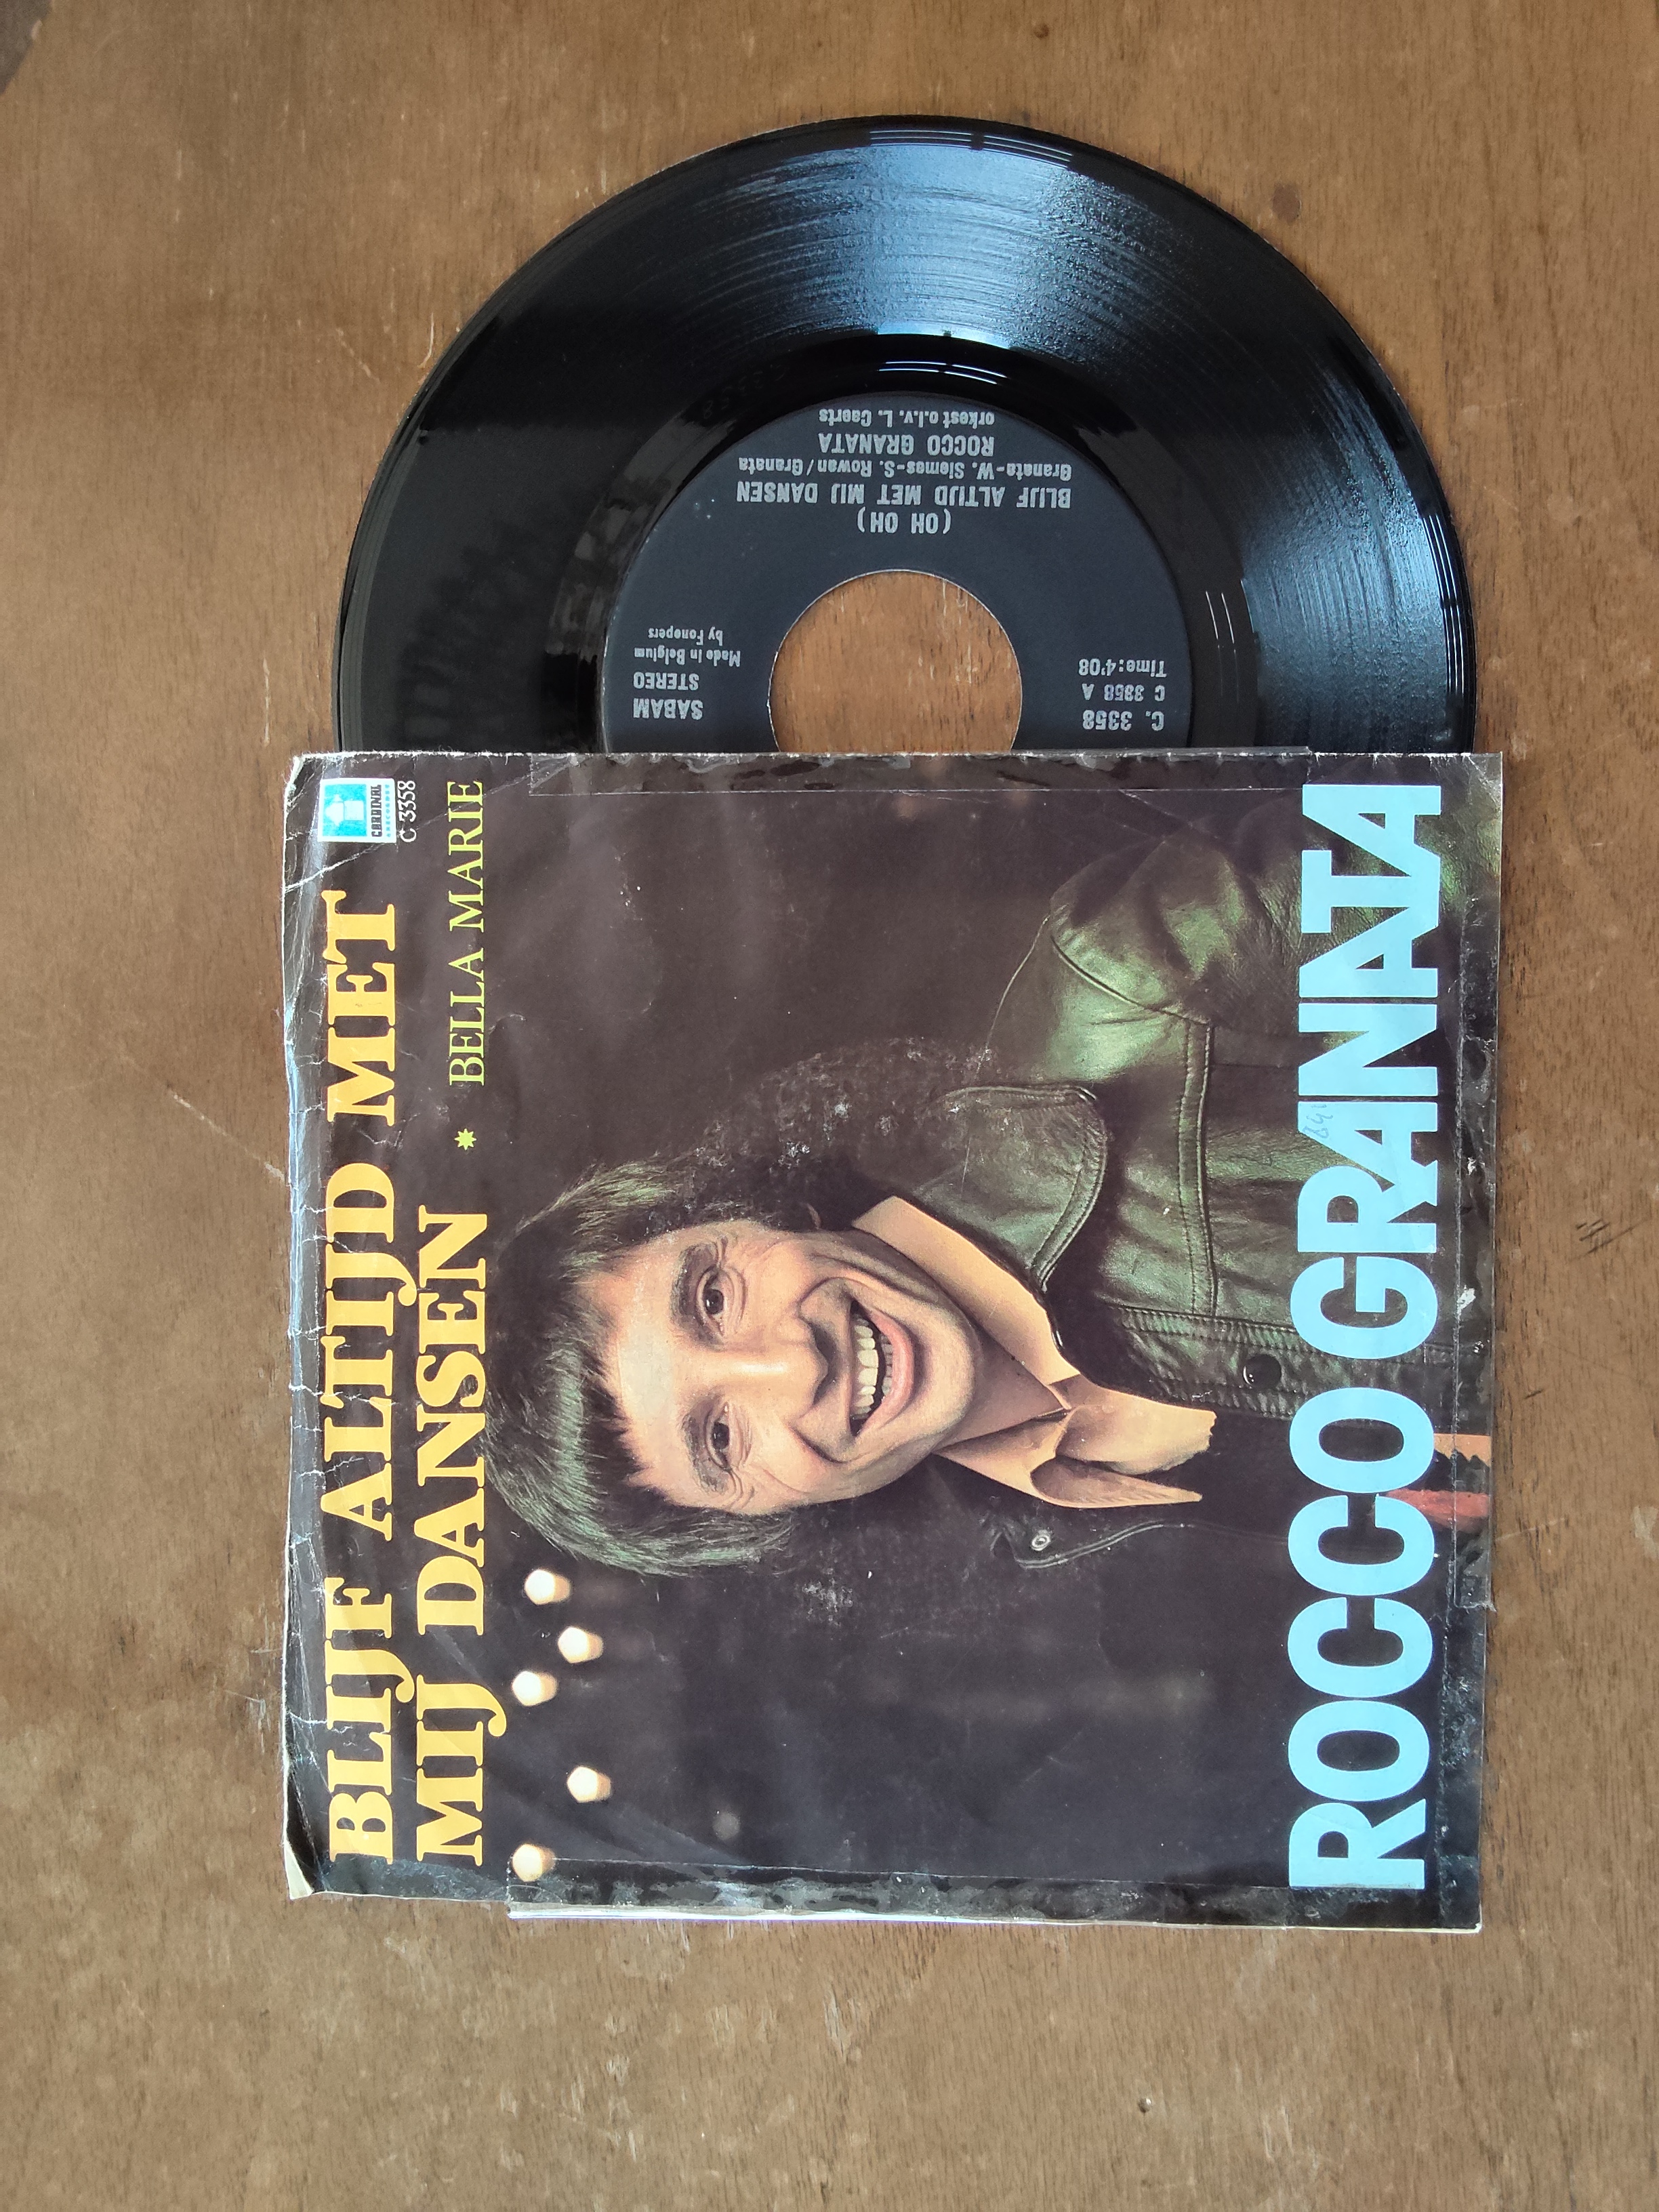 BLIJF ALTIJD MET
MIJ DANSEN * BELLA MARIE
CARDINAL
C 3358
ROCCO GRANATA
C. 3358
C 3358 A
Time: 4'08
SABAM
STEREO
Made in Belgium
by Fonopers
(OH OH)
BLIJF ALTIJD MET MIJ DANSEN
Granata-W. Siemes-S. Rowan/Granata
ROCCO GRANATA
orkest o.l.v. L. Caerts